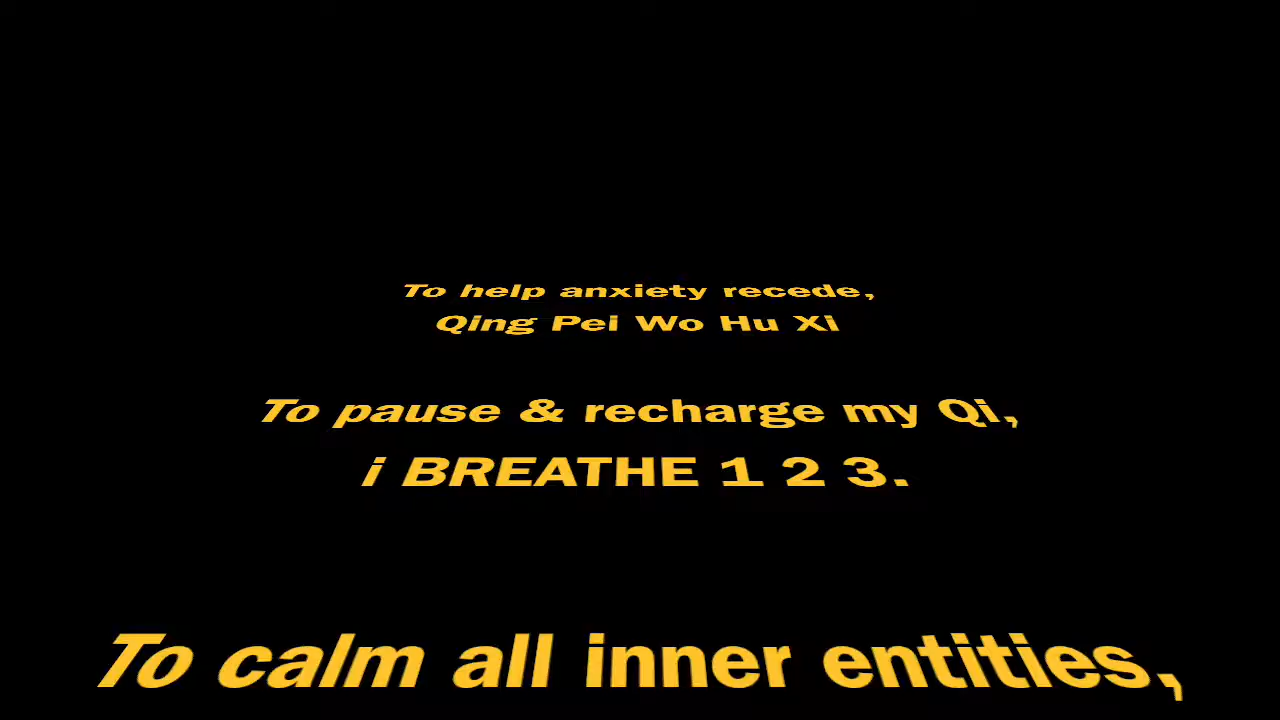 To help anxiety recede,
Qing Pei Wo Hu Xi
To pause & recharge my Qi,
i BREATHE 1 2 3.
To calm all inner entities,